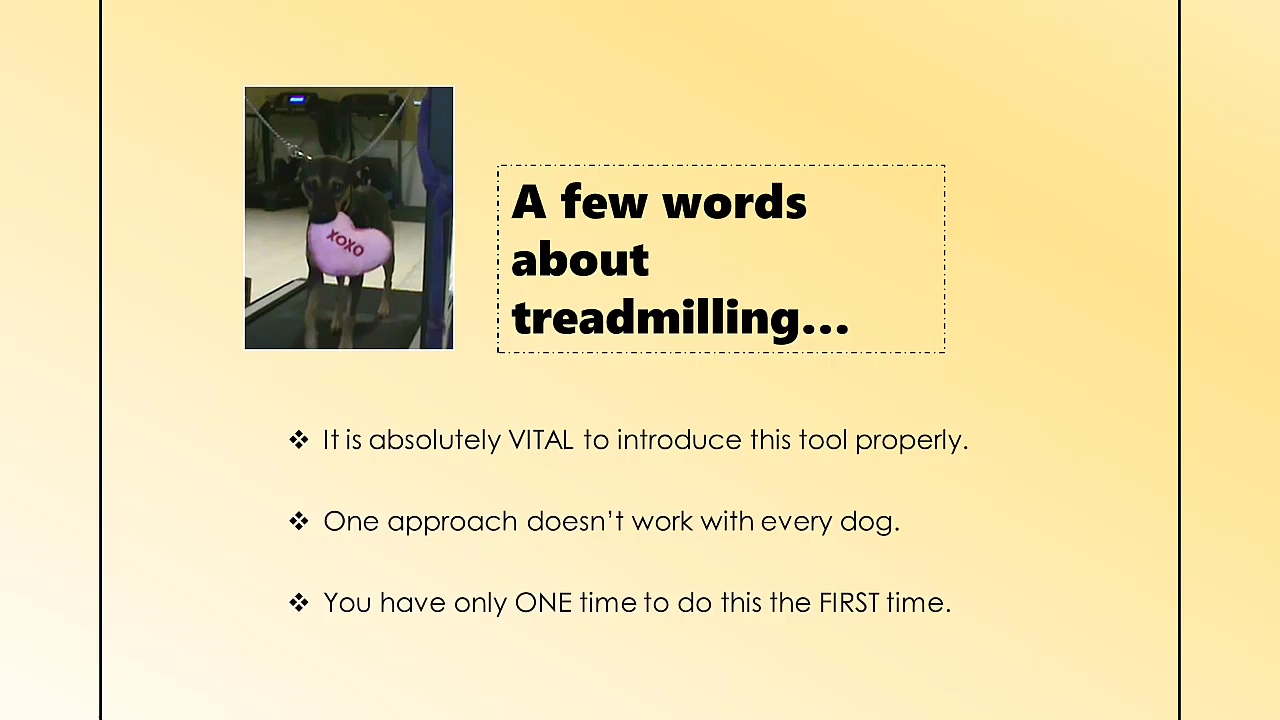 XOXO
A few words
about
treadmilling...
❖ It is absolutely VITAL to introduce this tool properly.
❖ One approach doesn't work with every dog.
❖ You have only ONE time to do this the FIRST time.